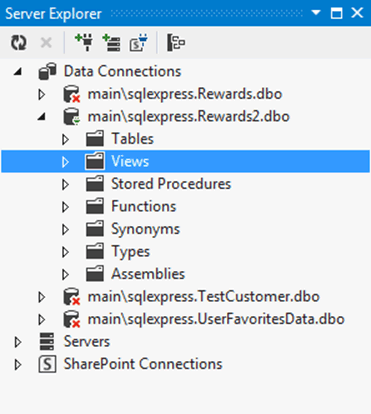 Server Explorer
Data Connections
main\sqlexpress.Rewards.dbo
main\sqlexpress.Rewards2.dbo
Tables
Views
Stored Procedures
Functions
Synonyms
Types
Assemblies
main\sqlexpress.TestCustomer.dbo
main\sqlexpress.UserFavoritesData.dbo
Servers
SharePoint Connections